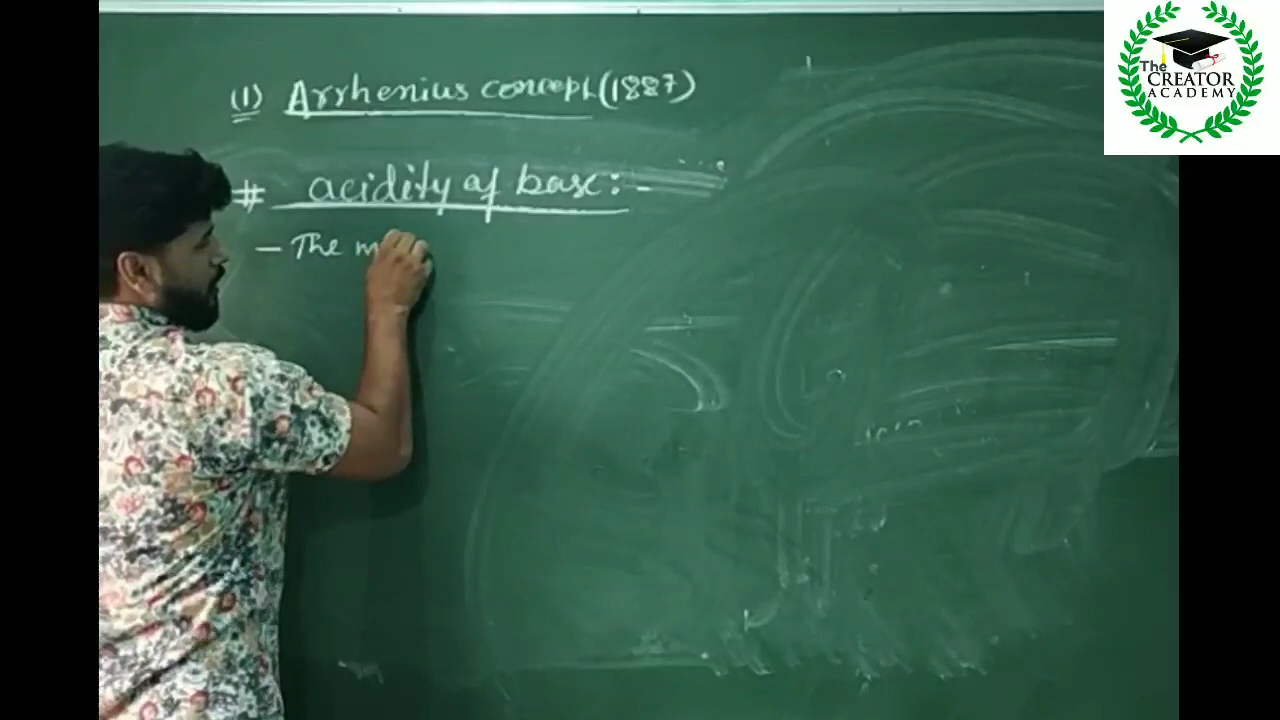 (1) Arrhenius concept (1887)
# acidity of base:-
- The
The
CREATOR
ACADEMY